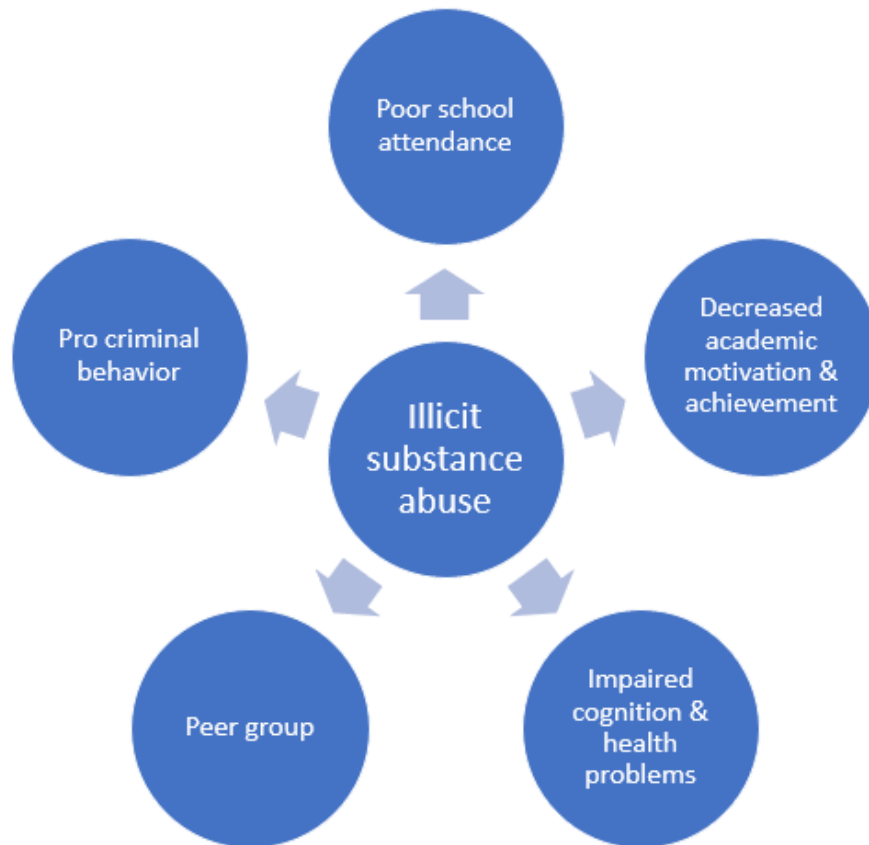 Poor school
attendance
Decreased
academic
motivation &
achievement
Impaired
cognition &
health
problems
Peer group
Pro criminal
behavior
Illicit
substance
abuse